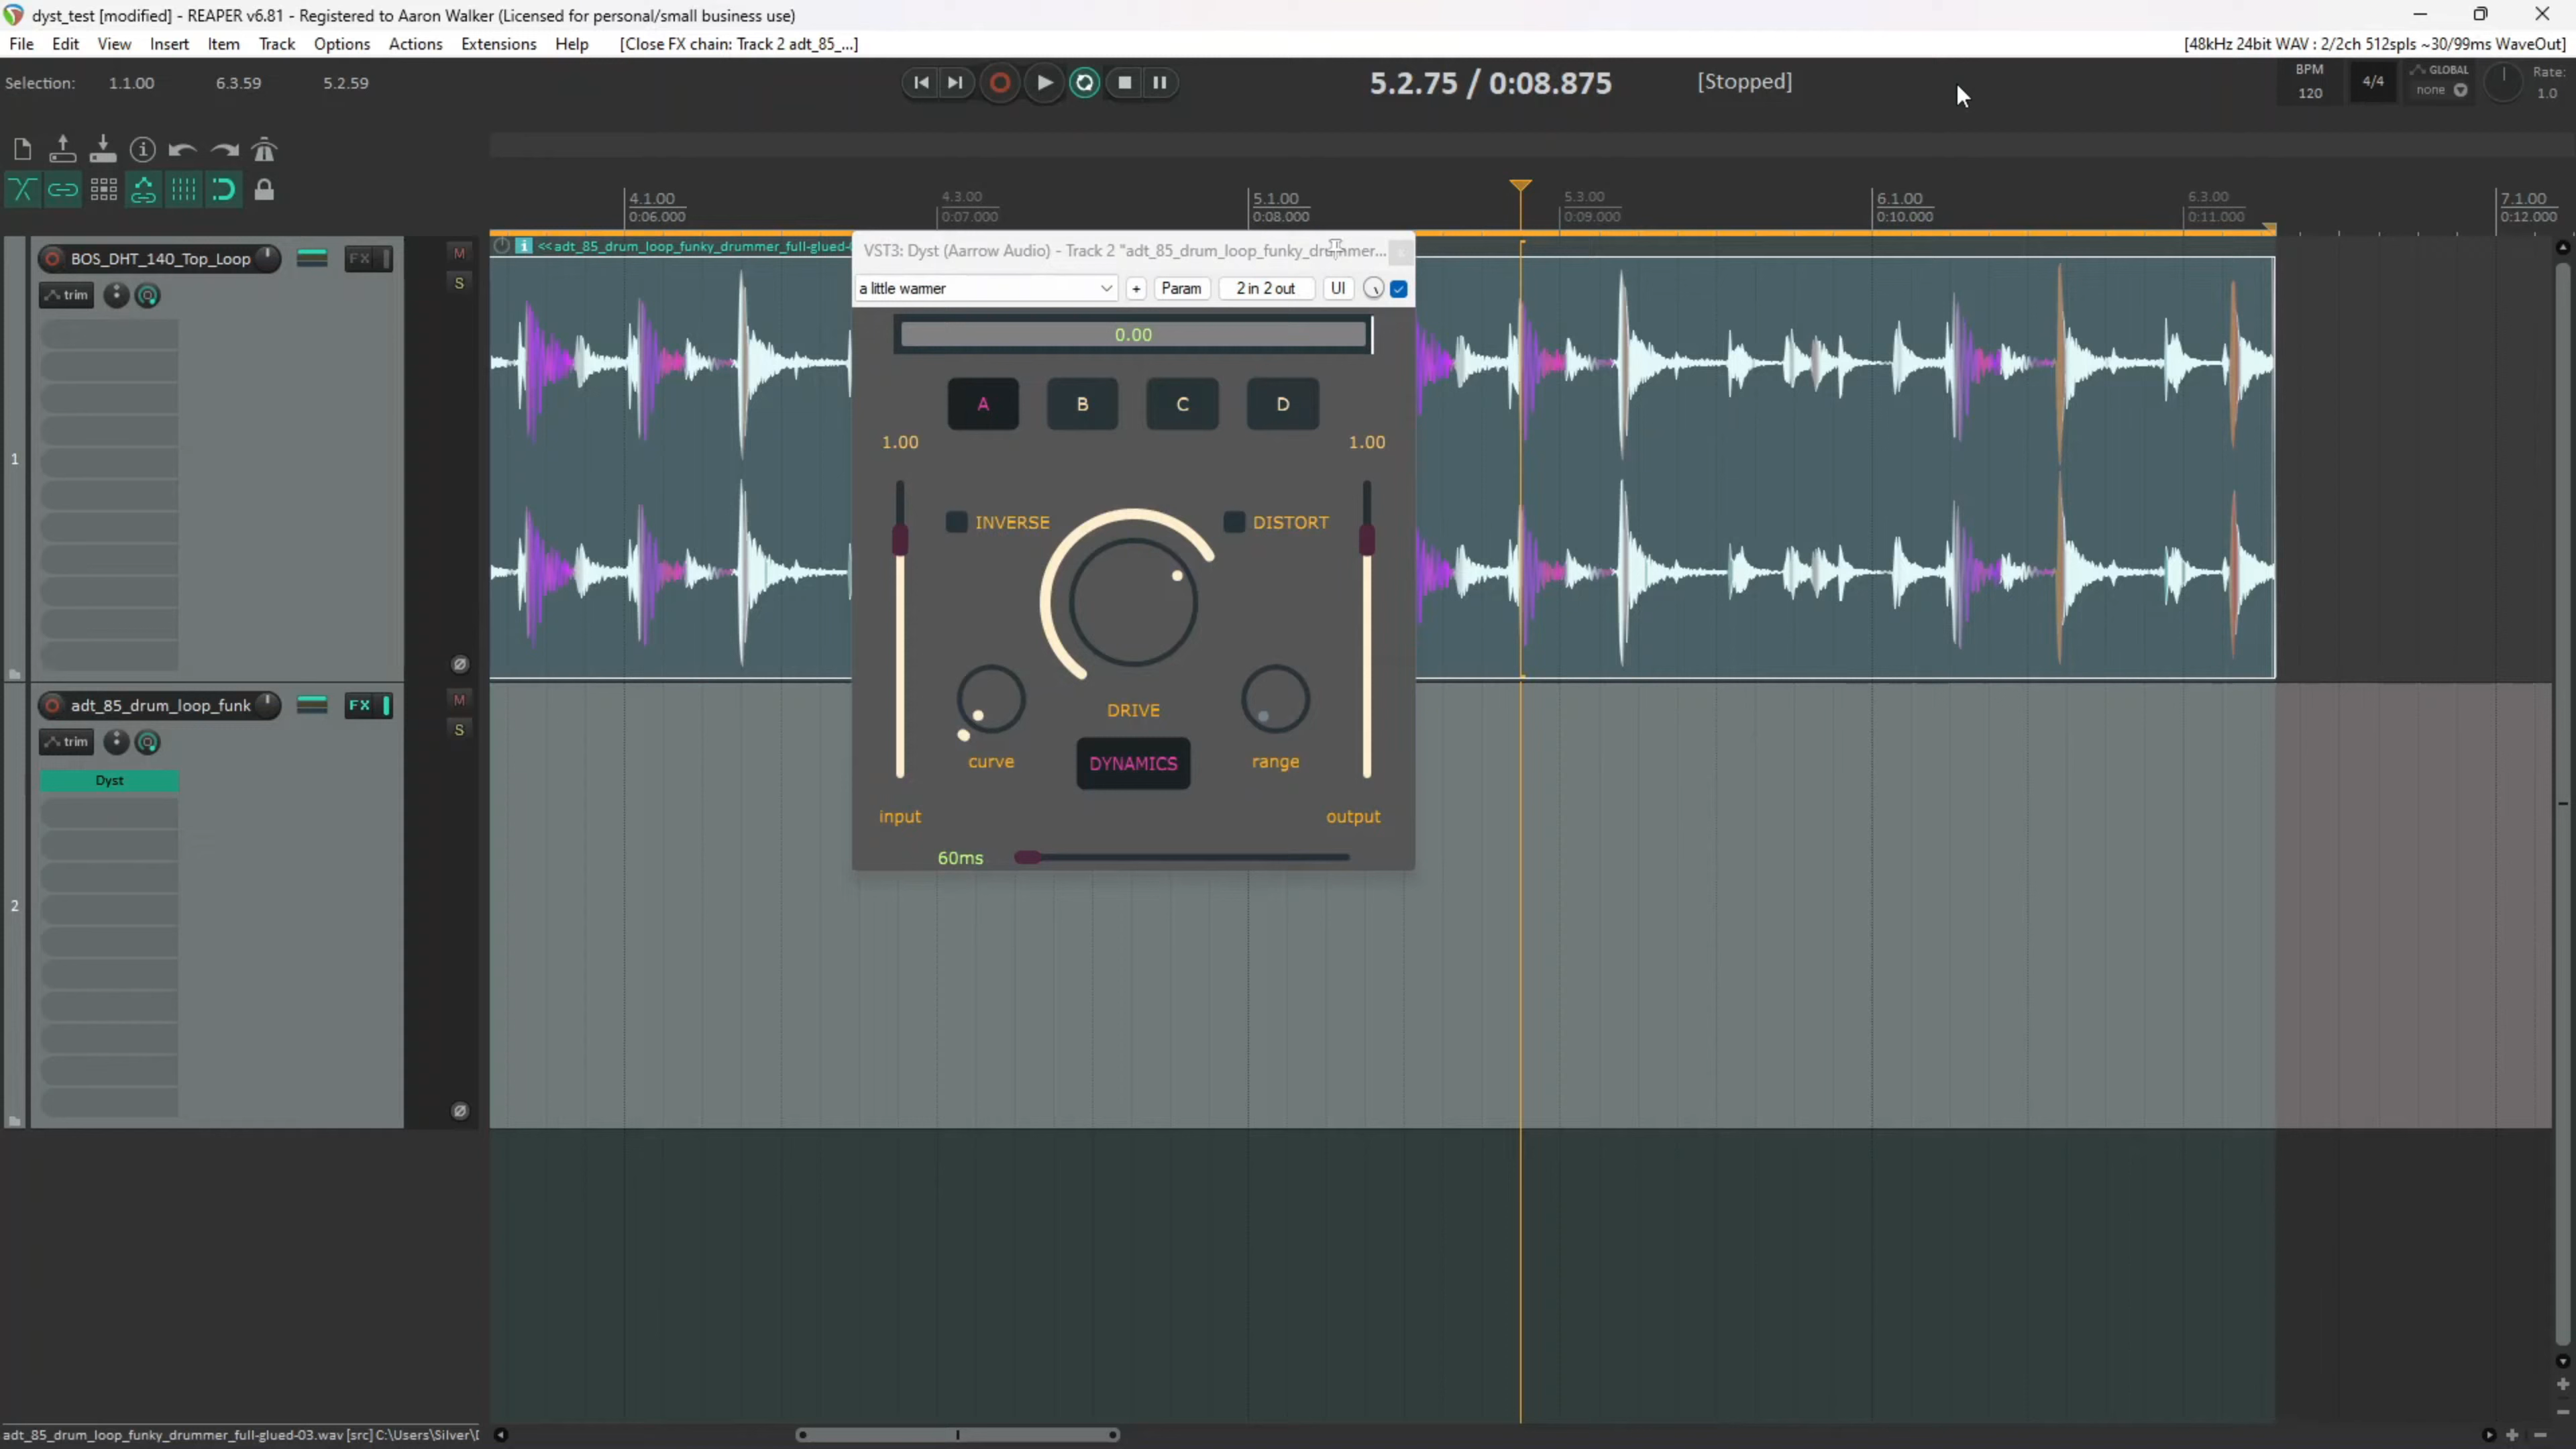 dyst_test [modified] - REAPER v6.81 - Registered to Aaron Walker (Licensed for personal/small business use)
File Edit View Insert Item Track Options Actions Extensions Help [Close FX chain: Track 2 adt_85_...] [48kHz 24bit WAV : 2/2ch 512spls ~30/99ms WaveOut]
Selection: 1.1.00 6.3.59 5.2.59 5.2.75 / 0:08.875 [Stopped] BPM 120 4/4 GLOBAL none Rate: 1.0
4.1.00 4.3.00 5.1.00 5.3.00 6.1.00 6.3.00 7.1.00
0:06.000 0:07.000 0:08.000 0:09.000 0:10.000 0:11.000 0:12.000
BOS_DHT_140_Top_Loop FX M
S
trim
1
<<adt_85_drum_loop_funky_drummer_full-glued-
VST3: Dyst (Aarrow Audio) - Track 2 "adt_85_drum_loop_funky_drummer...
a little warmer + Param 2 in 2 out UI
0.00
A B C D
1.00 1.00
INVERSE DISTORT
DRIVE
curve DYNAMICS range
input output
60ms
adt_85_drum_loop_funk FX M
S
trim
Dyst
2
adt_85_drum_loop_funky_drummer_full-glued-03.wav [src] C:\Users\Silver\